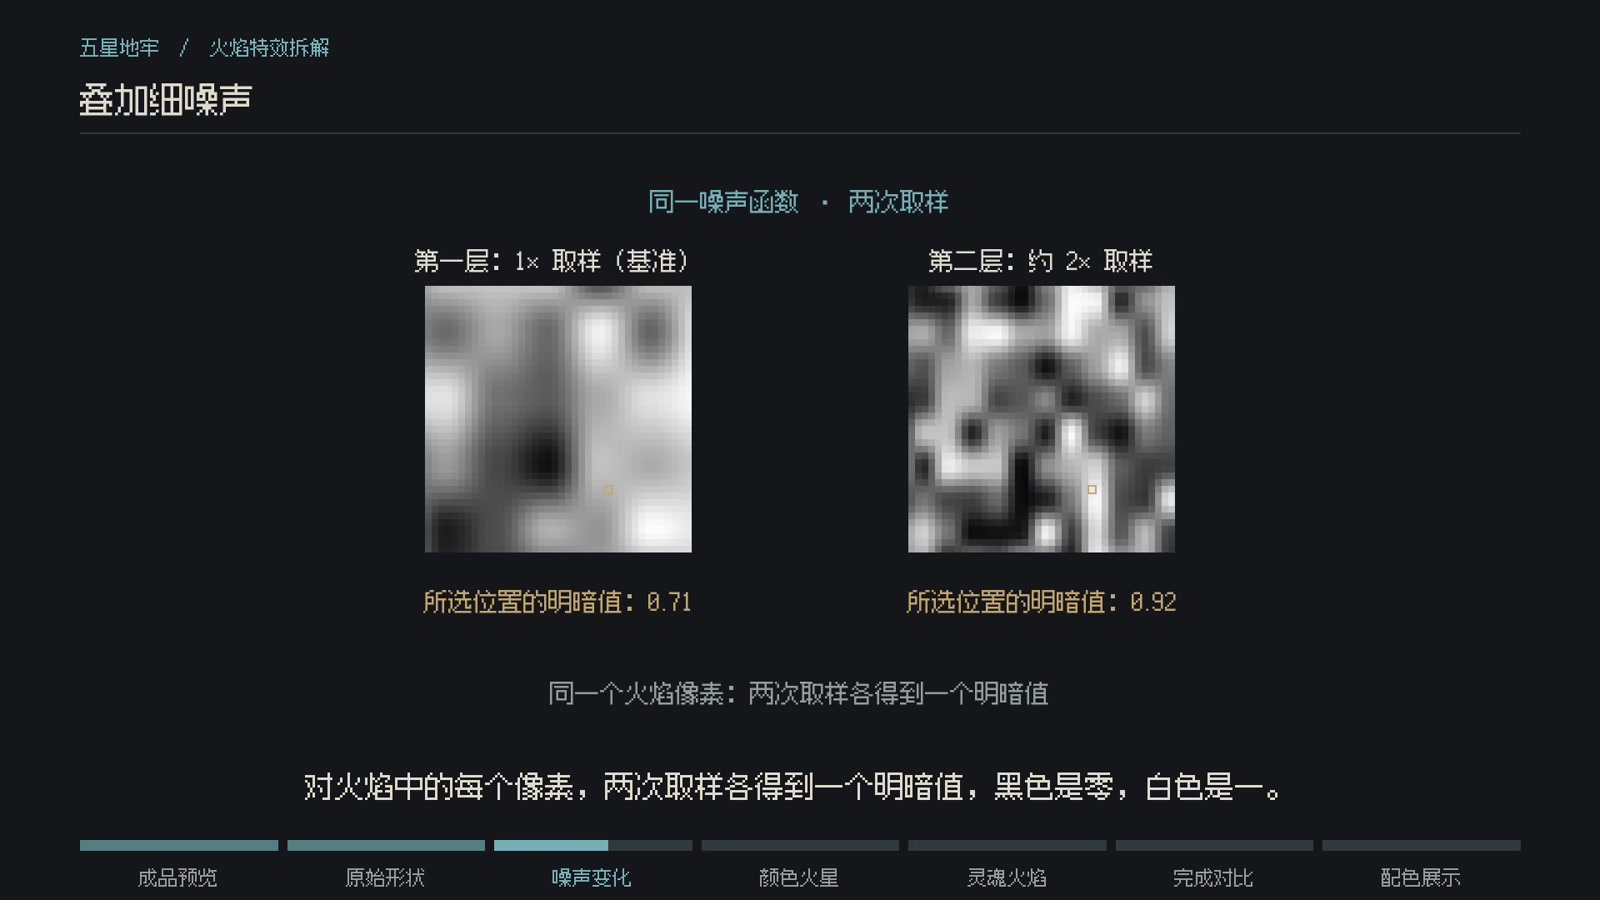 五星地牢 / 火焰特效拆解
叠加细噪声
同一噪声函数 · 两次取样
第一层：1× 取样（基准）
第二层：约 2× 取样
所选位置的明暗值：0.71
所选位置的明暗值：0.92
同一个火焰像素：两次取样各得到一个明暗值
对火焰中的每个像素，两次取样各得到一个明暗值，黑色是零，白色是一。
成品预览
原始形状
噪声变化
颜色火星
灵魂火焰
完成对比
配色展示